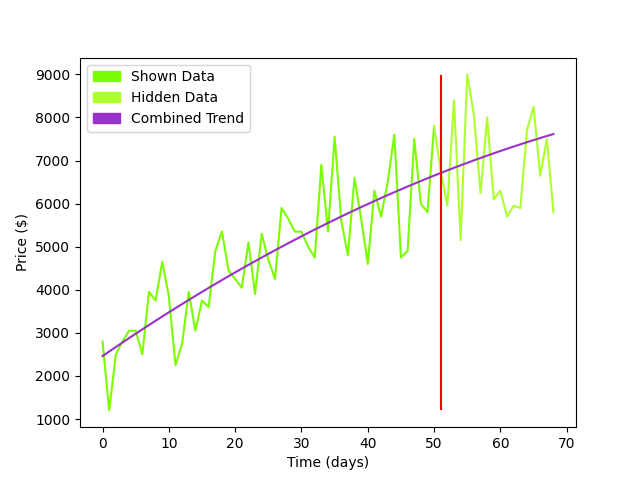 Shown Data
Hidden Data
Combined Trend
9000
8000
7000
6000
5000
4000
3000
2000
1000
Price ($)
0 10 20 30 40 50 60 70
Time (days)